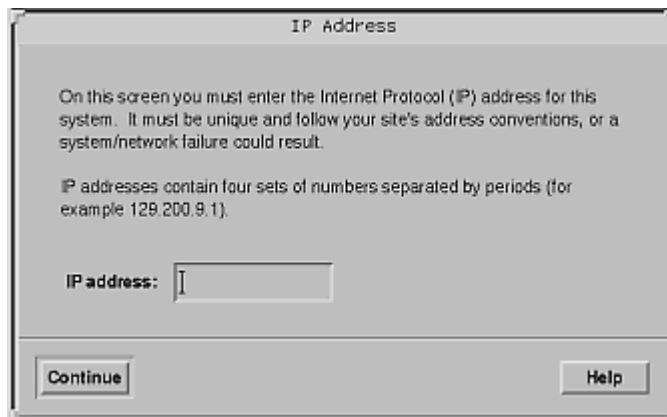 IP Address
On this screen you must enter the Internet Protocol (IP) address for this
system. It must be unique and follow your site's address conventions, or a
system/network failure could result.
IP addresses contain four sets of numbers separated by periods (for
example 129.200.9.1).
IP address:
Continue
Help